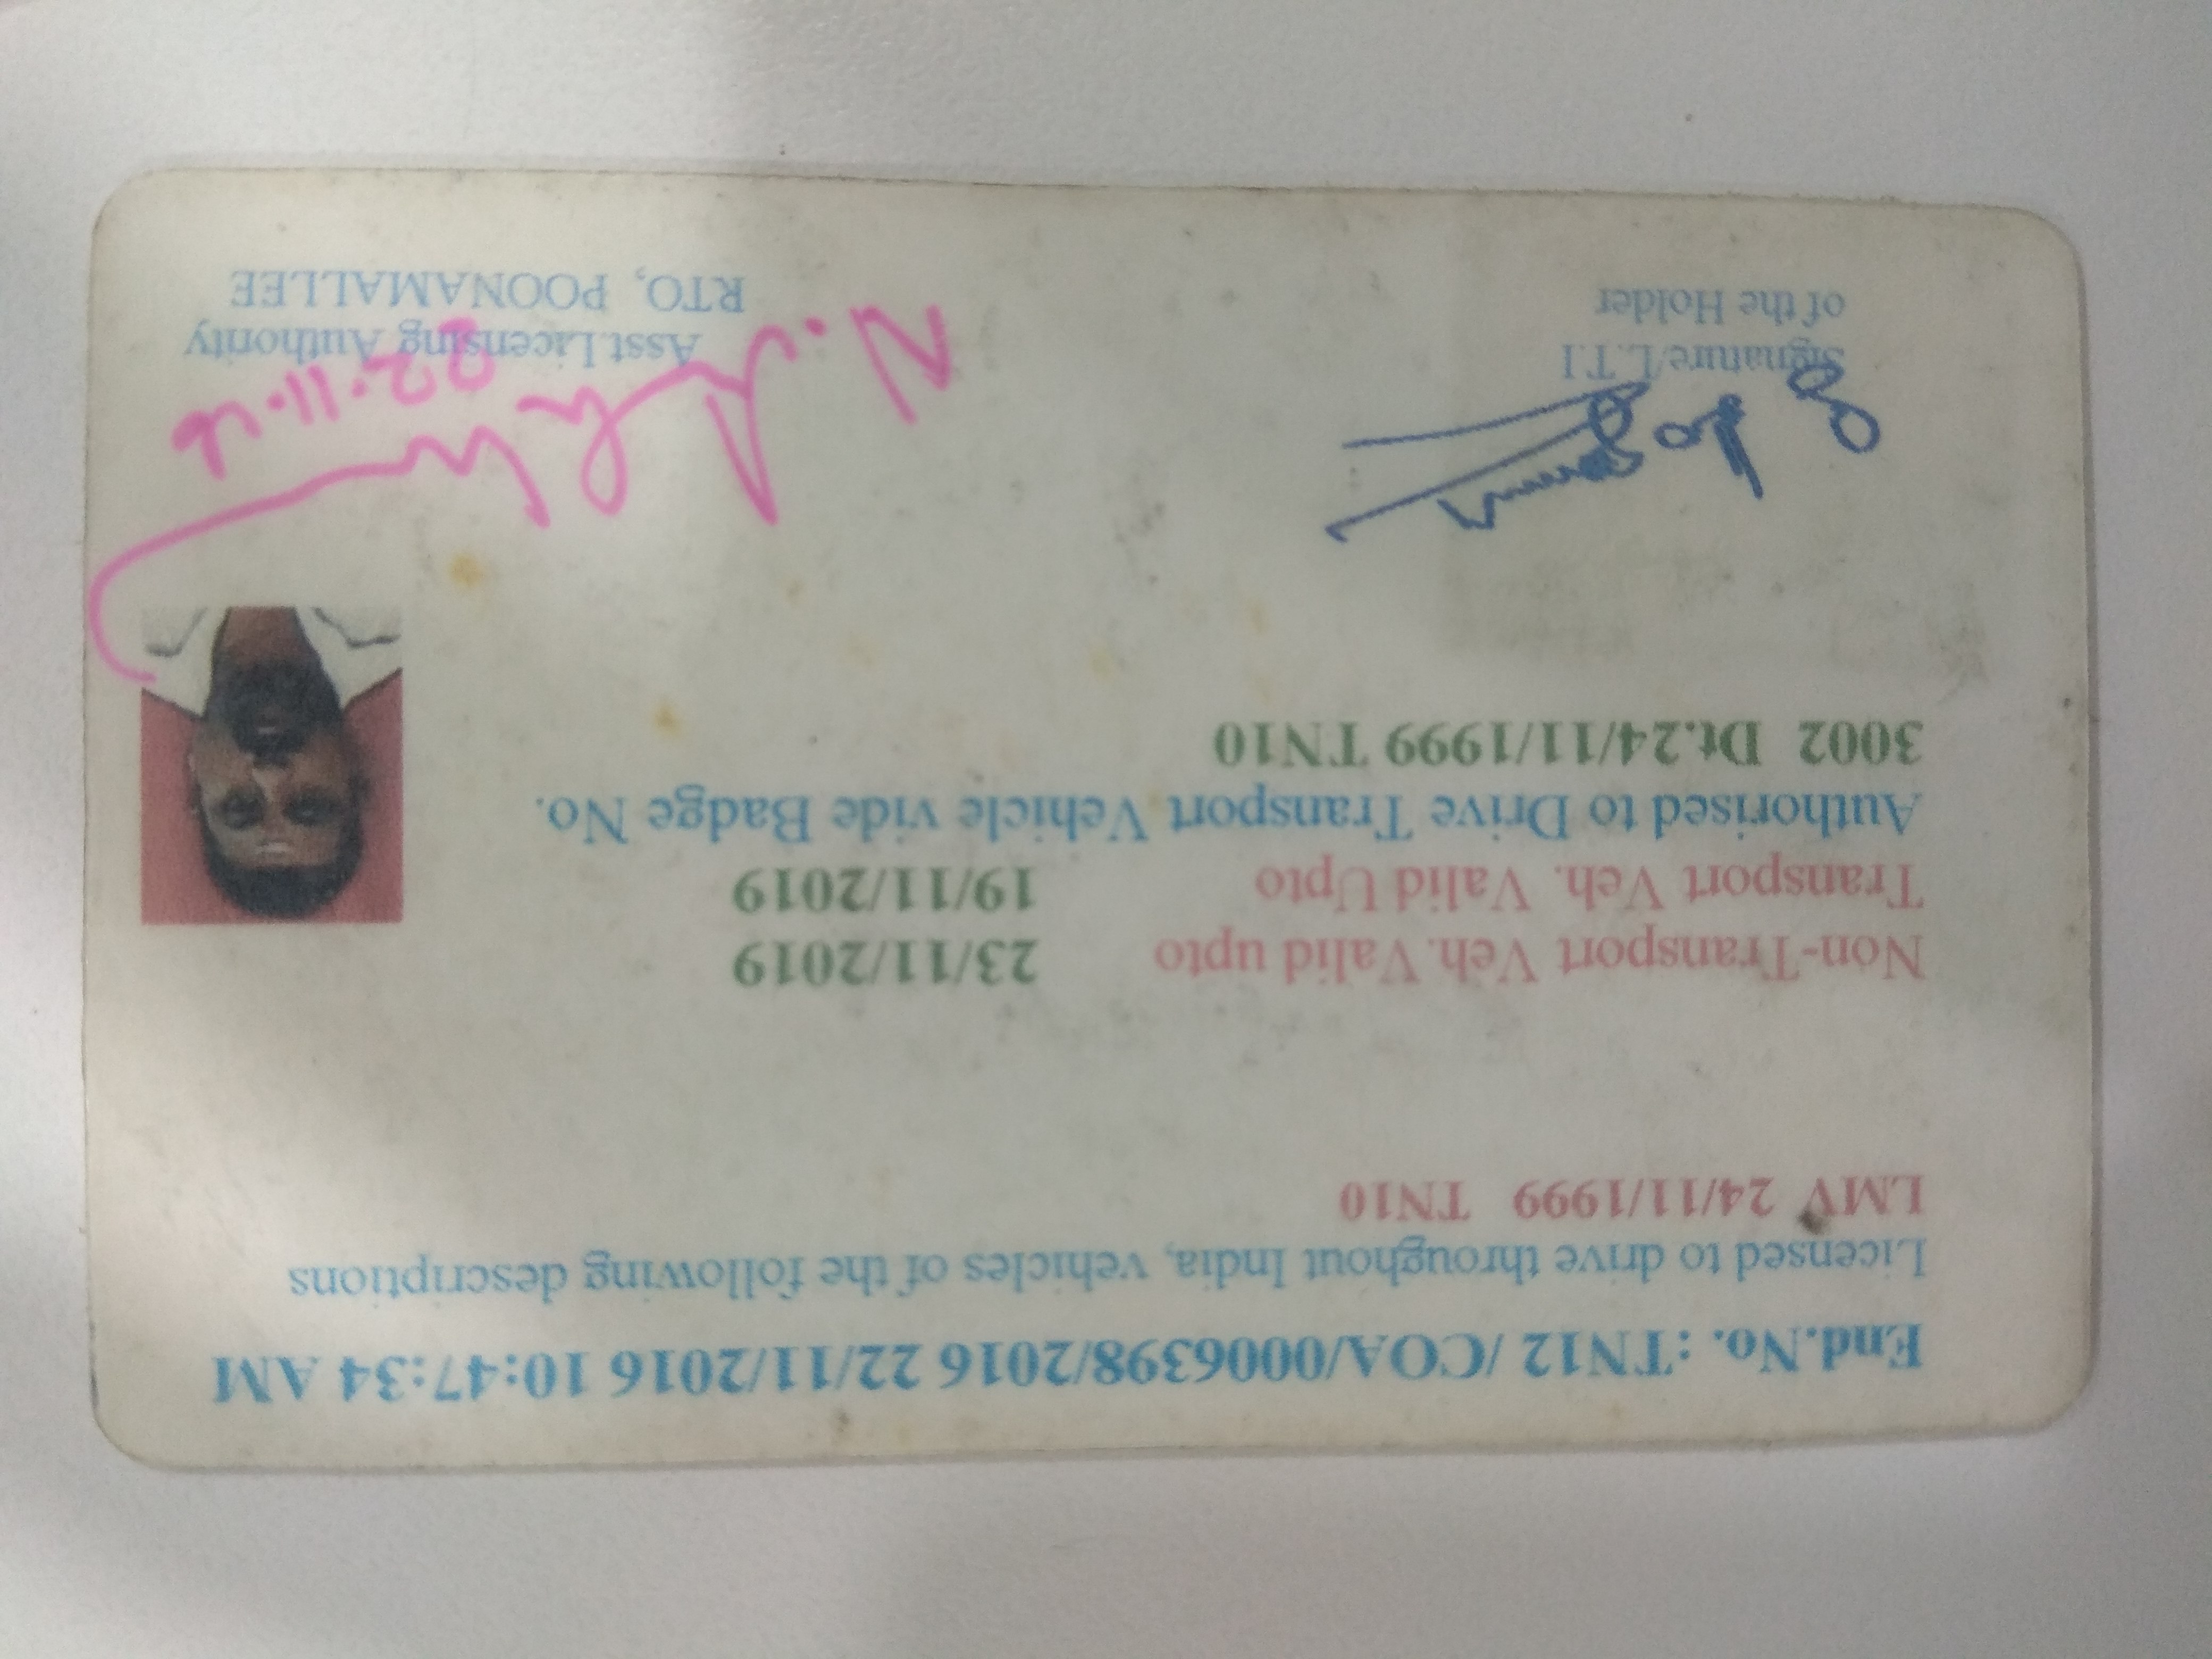 End.No. :TN12 /COA/0006398/2016 22/11/2016 10:47:34 AM
Licensed to drive throughout India, vehicles of the following descriptions
LMV 24/11/1999 TN10
Non-Transport Veh.Valid upto 23/11/2019
Transport Veh. Valid Upto 19/11/2019
Authorised to Drive Transport Vehicle vide Badge No.
3002 Dt.24/11/1999 TN10
22.11.16
Signature/L.T.I Asst.Licensing Authority
of the Holder RTO, POONAMALLEE